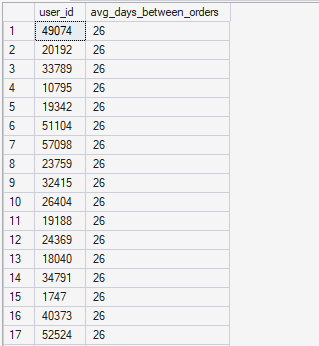 user_id avg_days_between_orders
1 49074 26
2 20192 26
3 33789 26
4 10795 26
5 19342 26
6 51104 26
7 57098 26
8 23759 26
9 32415 26
10 26404 26
11 19188 26
12 24369 26
13 18040 26
14 34791 26
15 1747 26
16 40373 26
17 52524 26